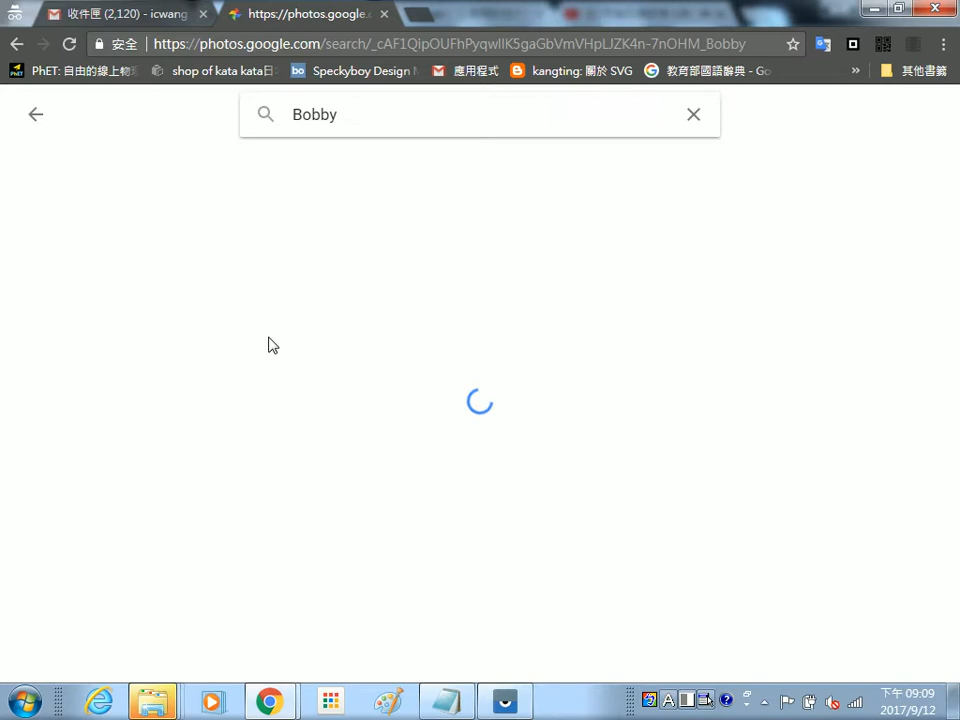 收件匣 (2,120) - icwang
https://photos.google.c
安全 https://photos.google.com/search/_cAF1QipOUFhPyqwIIK5gaGbVmVHpLJZK4n-7nOHM_Bobby
PhET: 自由的線上物理
shop of kata kata日
bo Speckyboy Design M
應用程式
kangting: 關於 SVG
教育部國語辭典 - Go
»
其他書籤
Bobby
下午 09:09
2017/9/12